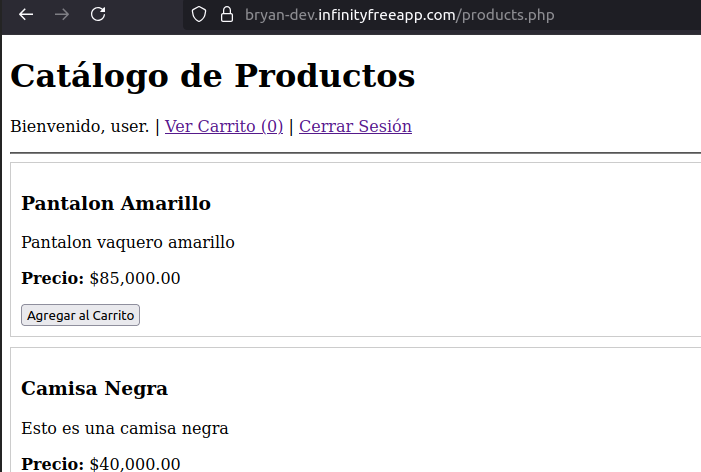 bryan-dev.infinityfreeapp.com/products.php
Catálogo de Productos
Bienvenido, user. | Ver Carrito (0) | Cerrar Sesión
Pantalon Amarillo
Pantalon vaquero amarillo
Precio: $85,000.00
Agregar al Carrito
Camisa Negra
Esto es una camisa negra
Precio: $40,000.00